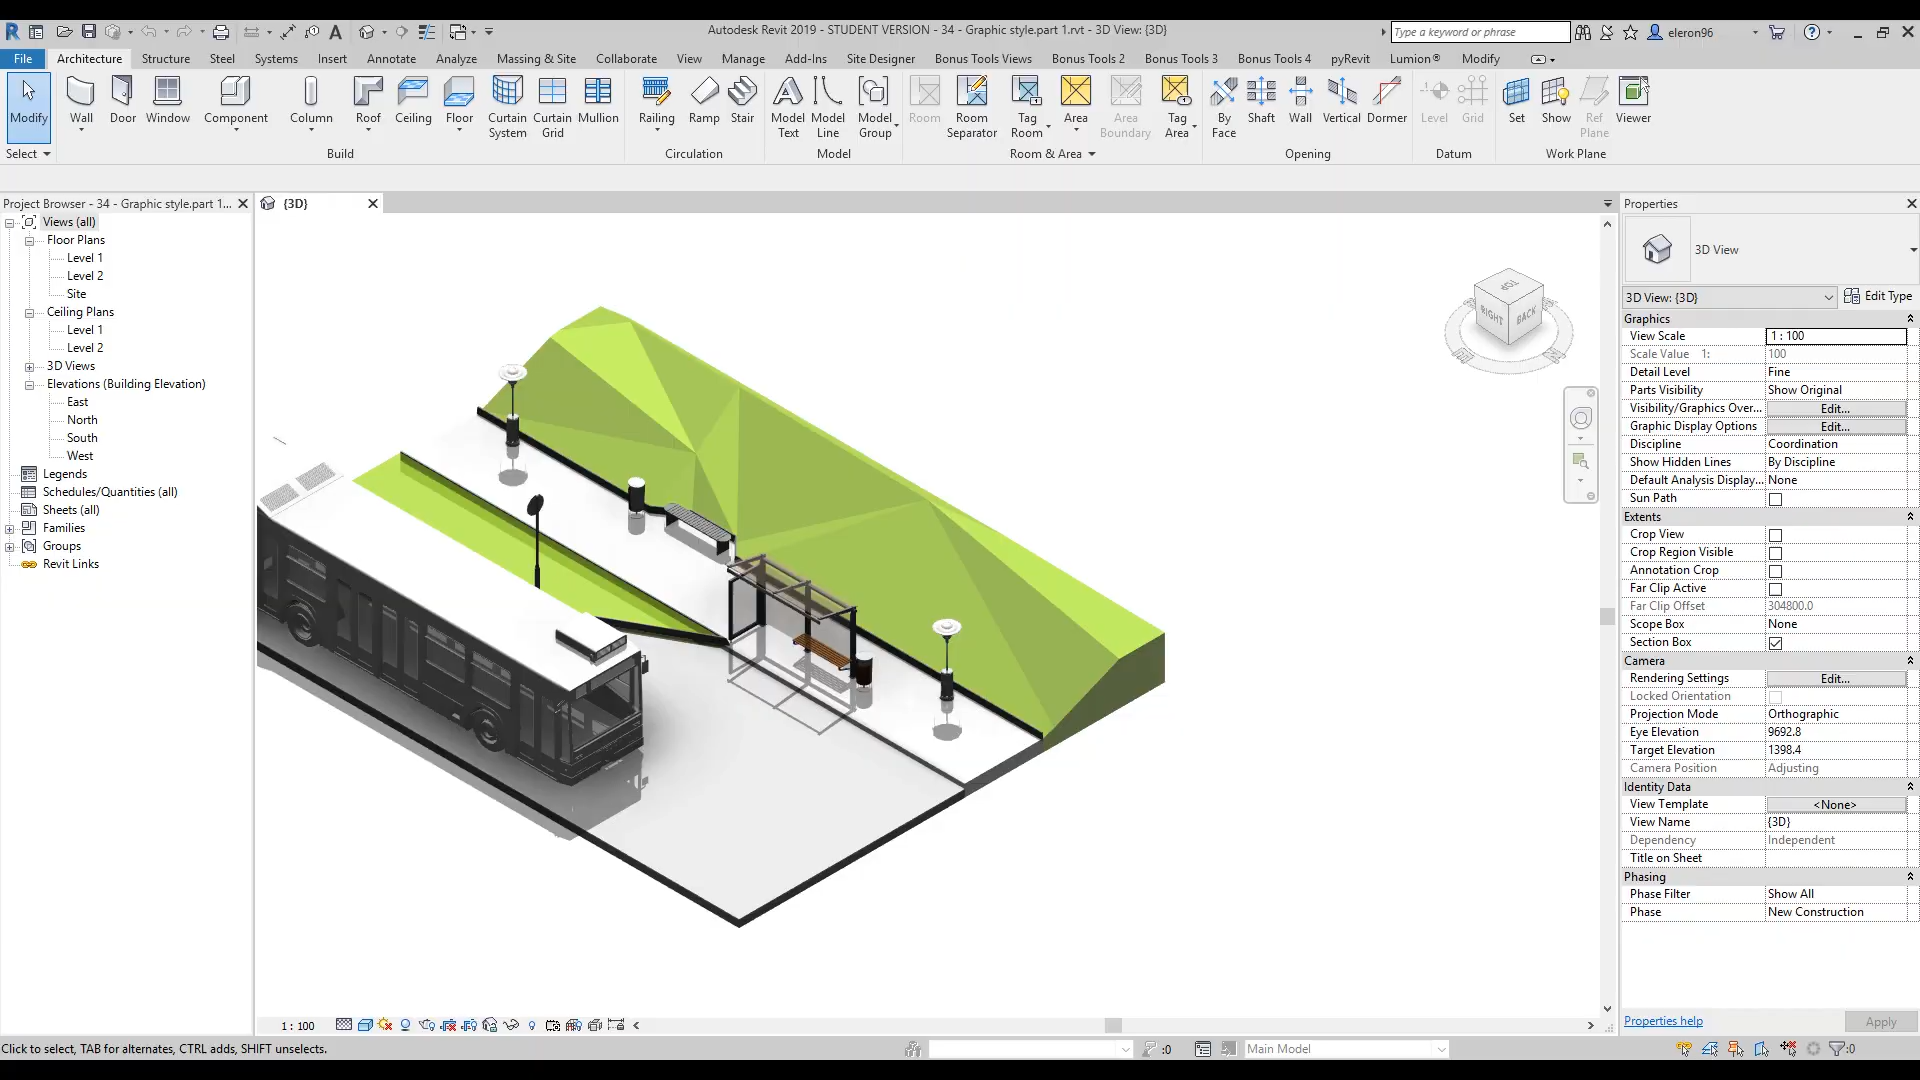 Autodesk Revit 2019 - STUDENT VERSION - 34 - Graphic style.part 1.rvt - 3D View: {3D}
Type a keyword or phrase
eleron96
File Architecture Structure Steel Systems Insert Annotate Analyze Massing & Site Collaborate View Manage Add-Ins Site Designer Bonus Tools Views Bonus Tools 2 Bonus Tools 3 Bonus Tools 4 pyRevit Lumion® Modify
Modify Wall Door Window Component Column Roof Ceiling Floor Curtain System Curtain Grid Mullion Railing Ramp Stair Model Text Model Line Model Group Room Room Separator Tag Room Area Area Boundary Tag Area By Face Shaft Wall Vertical Dormer Level Grid Set Show Ref Plane Viewer
Select Build Circulation Model Room & Area Opening Datum Work Plane
Project Browser - 34 - Graphic style.part 1...
Views (all)
Floor Plans
Level 1
Level 2
Site
Ceiling Plans
Level 1
Level 2
3D Views
Elevations (Building Elevation)
East
North
South
West
Legends
Schedules/Quantities (all)
Sheets (all)
Families
Groups
Revit Links
{3D}
TOP
RIGHT
BACK
Properties
3D View
3D View: {3D} Edit Type
Graphics
View Scale 1 : 100
Scale Value 1: 100
Detail Level Fine
Parts Visibility Show Original
Visibility/Graphics Over... Edit...
Graphic Display Options Edit...
Discipline Coordination
Show Hidden Lines By Discipline
Default Analysis Display... None
Sun Path
Extents
Crop View
Crop Region Visible
Annotation Crop
Far Clip Active
Far Clip Offset 304800.0
Scope Box None
Section Box
Camera
Rendering Settings Edit...
Locked Orientation
Projection Mode Orthographic
Eye Elevation 9692.8
Target Elevation 1398.4
Camera Position Adjusting
Identity Data
View Template <None>
View Name {3D}
Dependency Independent
Title on Sheet
Phasing
Phase Filter Show All
Phase New Construction
Properties help Apply
1 : 100
Click to select, TAB for alternates, CTRL adds, SHIFT unselects.
:0
Main Model
:0